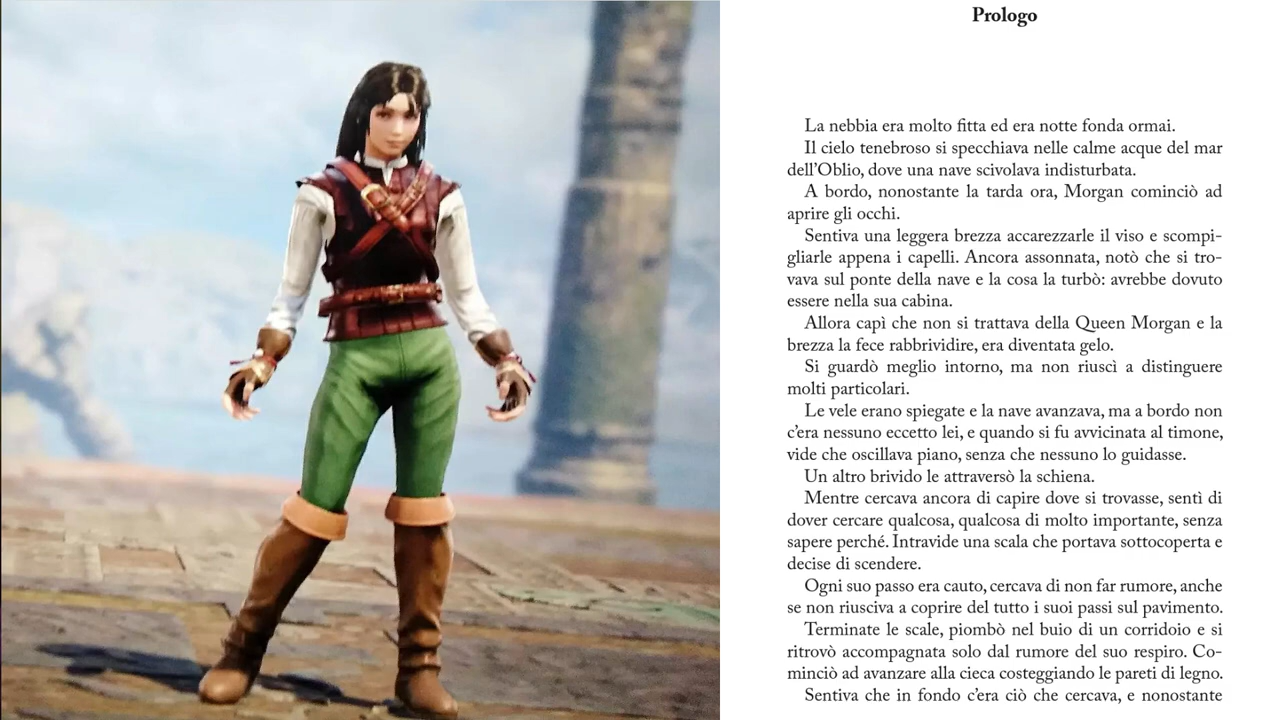 Prologo
La nebbia era molto fitta ed era notte fonda ormai.
Il cielo tenebroso si specchiava nelle calme acque del mar
dell'Oblio, dove una nave scivolava indisturbata.
A bordo, nonostante la tarda ora, Morgan cominciò ad
aprire gli occhi.
Sentiva una leggera brezza accarezzarle il viso e scompi-
gliarle appena i capelli. Ancora assonnata, notò che si tro-
vava sul ponte della nave e la cosa la turbò: avrebbe dovuto
essere nella sua cabina.
Allora capì che non si trattava della Queen Morgan e la
brezza la fece rabbrividire, era diventata gelo.
Si guardò meglio intorno, ma non riuscì a distinguere
molti particolari.
Le vele erano spiegate e la nave avanzava, ma a bordo non
c'era nessuno eccetto lei, e quando si fu avvicinata al timone,
vide che oscillava piano, senza che nessuno lo guidasse.
Un altro brivido le attraversò la schiena.
Mentre cercava ancora di capire dove si trovasse, sentì di
dover cercare qualcosa, qualcosa di molto importante, senza
sapere perché. Intravide una scala che portava sottocoperta e
decise di scendere.
Ogni suo passo era cauto, cercava di non far rumore, anche
se non riusciva a coprire del tutto i suoi passi sul pavimento.
Terminate le scale, piombò nel buio di un corridoio e si
ritrovò accompagnata solo dal rumore del suo respiro. Co-
minciò ad avanzare alla cieca costeggiando le pareti di legno.
Sentiva che in fondo c'era ciò che cercava, e nonostante